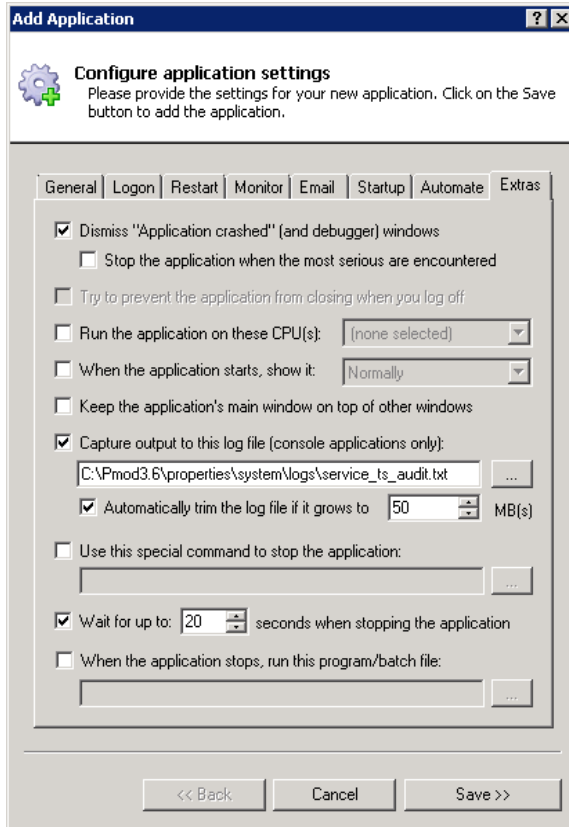 Add Application
?
Configure application settings
Please provide the settings for your new application. Click on the Save
button to add the application.
General Logon Restart Monitor Email Startup Automate Extras
Dismiss "Application crashed" (and debugger) windows
Stop the application when the most serious are encountered
Try to prevent the application from closing when you log off
Run the application on these CPU(s): (none selected)
When the application starts, show it: Normally
Keep the application's main window on top of other windows
Capture output to this log file (console applications only):
C:\Pmod3.6\properties\system\logs\service_ts_audit.txt ...
Automatically trim the log file if it grows to 50 MB(s)
Use this special command to stop the application:
...
Wait for up to: 20 seconds when stopping the application
When the application stops, run this program/batch file:
...
<< Back Cancel Save >>